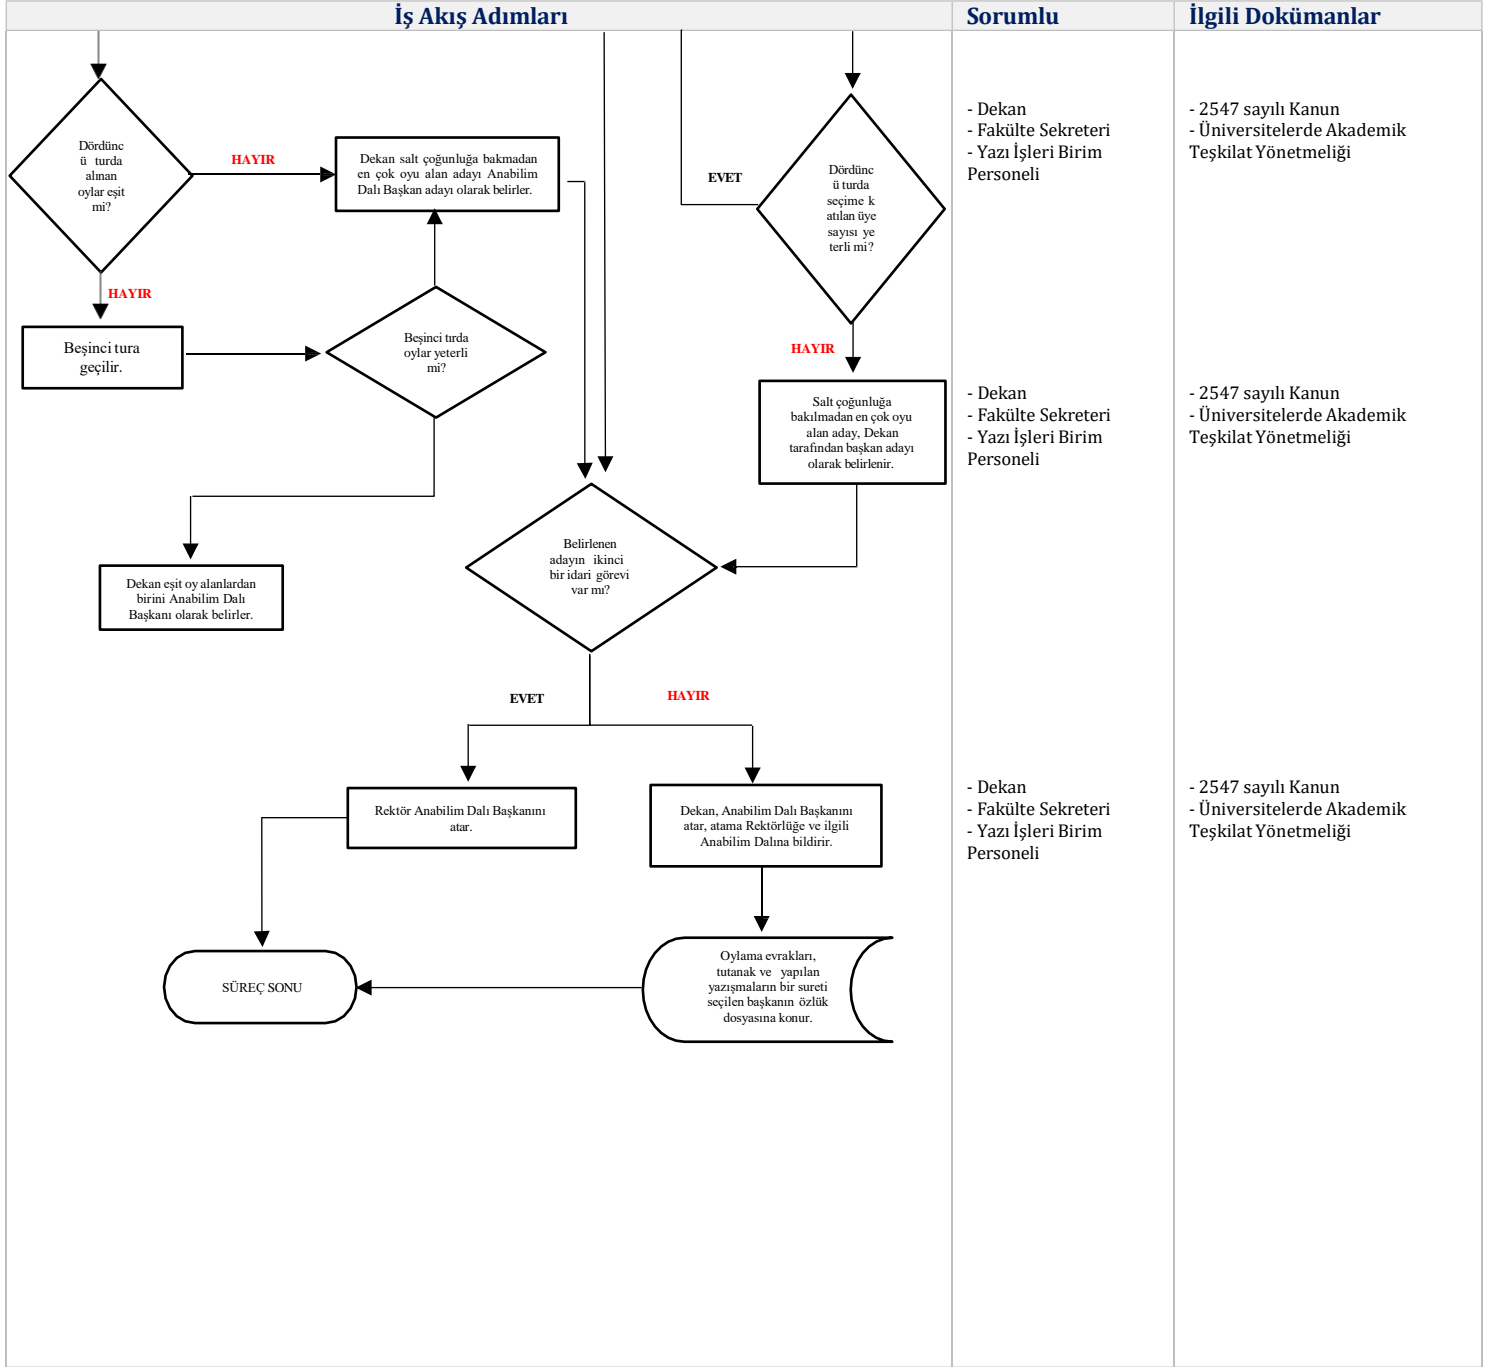 İş Akış Adımları
Sorumlu
İlgili Dokümanlar
Dördünc
ü turda
alınan
oylar eşit
mi?
HAYIR
Dekan salt çoğunluğa bakmadan
en çok oyu alan adayı Anabilim
Dalı Başkan adayı olarak belirler.
EVET
Dördünc
ü turda
seçime k
atılan üye
sayısı ye
terli mi?
- Dekan
- Fakülte Sekreteri
- Yazı İşleri Birim
Personeli
- 2547 sayılı Kanun
- Üniversitelerde Akademik
Teşkilat Yönetmeliği
HAYIR
Beşinci tura
geçilir.
Beşinci tırda
oylar yeterli
mi?
HAYIR
Salt çoğunluğa
bakılmadan en çok oyu
alan aday, Dekan
tarafından başkan adayı
olarak belirlenir.
- Dekan
- Fakülte Sekreteri
- Yazı İşleri Birim
Personeli
- 2547 sayılı Kanun
- Üniversitelerde Akademik
Teşkilat Yönetmeliği
Dekan eşit oy alanlardan
birini Anabilim Dalı
Başkanı olarak belirler.
Belirlenen
adayın ikinci
bir idari görevi
var mı?
EVET
HAYIR
Rektör Anabilim Dalı Başkanını
atar.
Dekan, Anabilim Dalı Başkanını
atar, atama Rektörlüğe ve ilgili
Anabilim Dalına bildirir.
- Dekan
- Fakülte Sekreteri
- Yazı İşleri Birim
Personeli
- 2547 sayılı Kanun
- Üniversitelerde Akademik
Teşkilat Yönetmeliği
SÜREÇ SONU
Oylama evrakları,
tutanak ve yapılan
yazışmaların bir sureti
seçilen başkanın özlük
dosyasına konur.